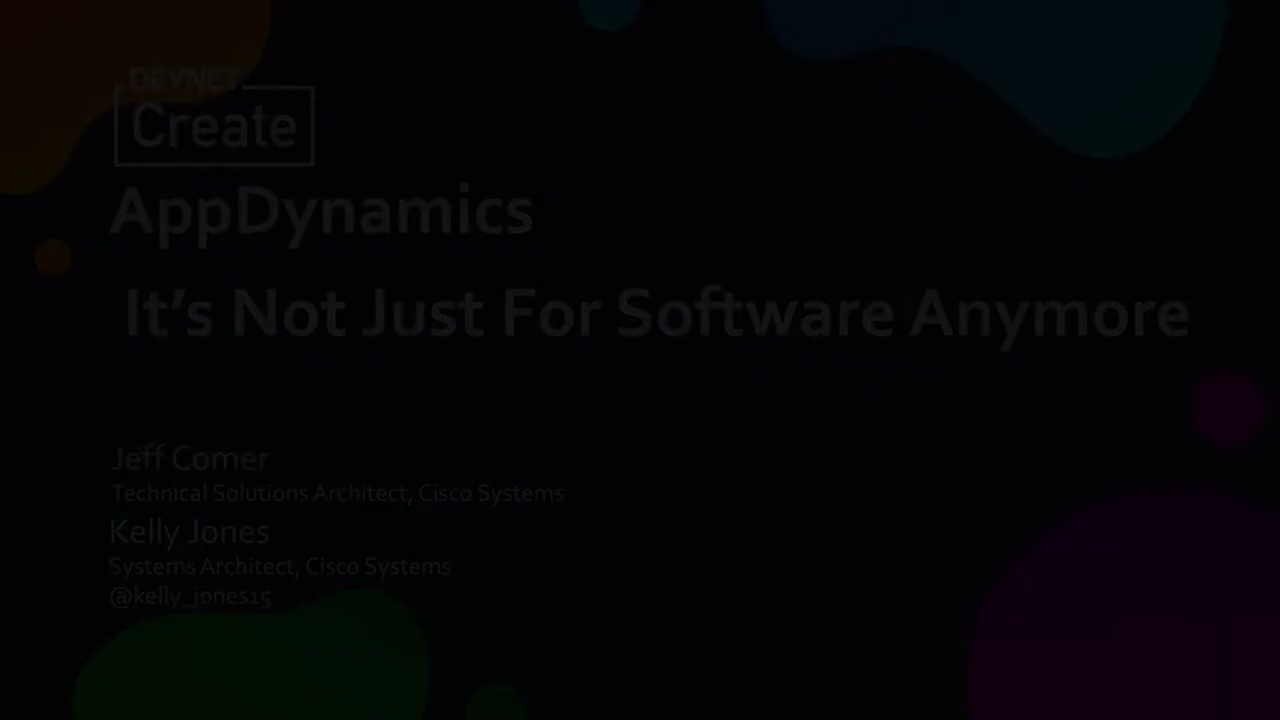 DEVNET
Create
AppDynamics
It’s Not Just For Software Anymore
Jeff Comer
Technical Solutions Architect, Cisco Systems
Kelly Jones
Systems Architect, Cisco Systems
@kelly_jones15